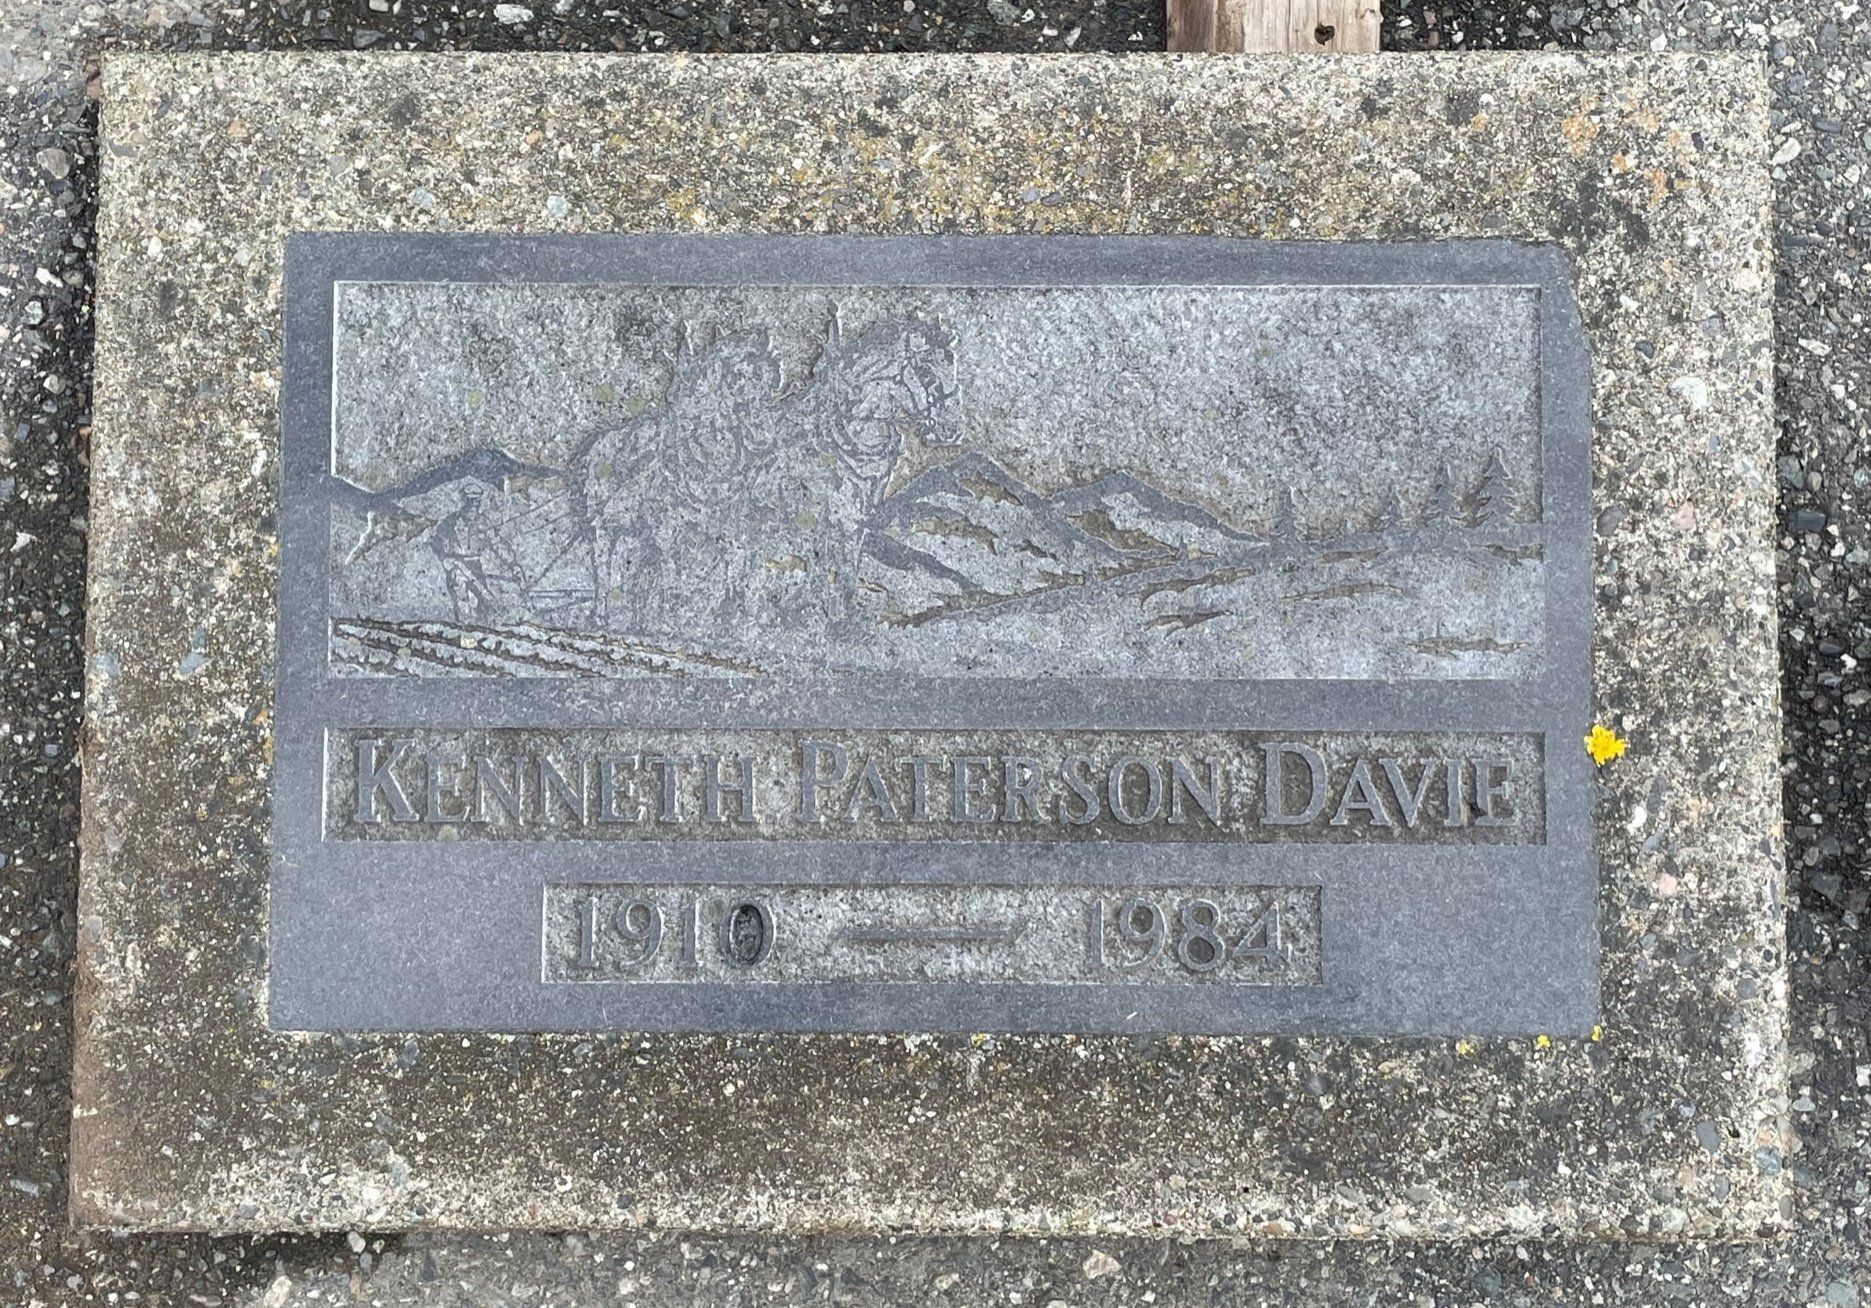 KENNETH PATERSON DAVIE
1910 — 1984